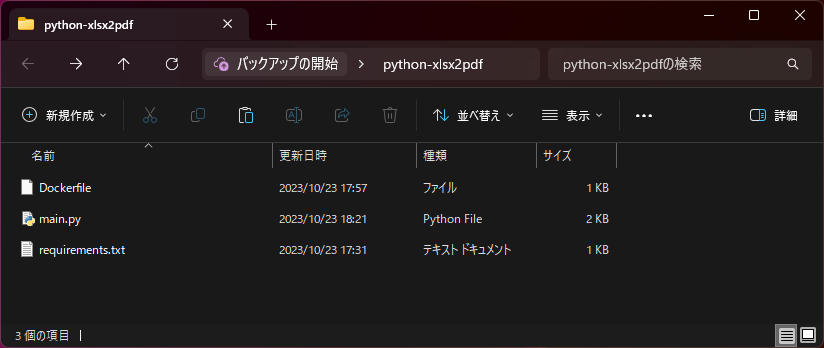 python-xlsx2pdf
バックアップの開始 python-xlsx2pdf python-xlsx2pdfの検索
新規作成 並べ替え 表示 詳細
名前 更新日時 種類 サイズ
Dockerfile 2023/10/23 17:57 ファイル 1 KB
main.py 2023/10/23 18:21 Python File 2 KB
requirements.txt 2023/10/23 17:31 テキスト ドキュメント 1 KB
3 個の項目